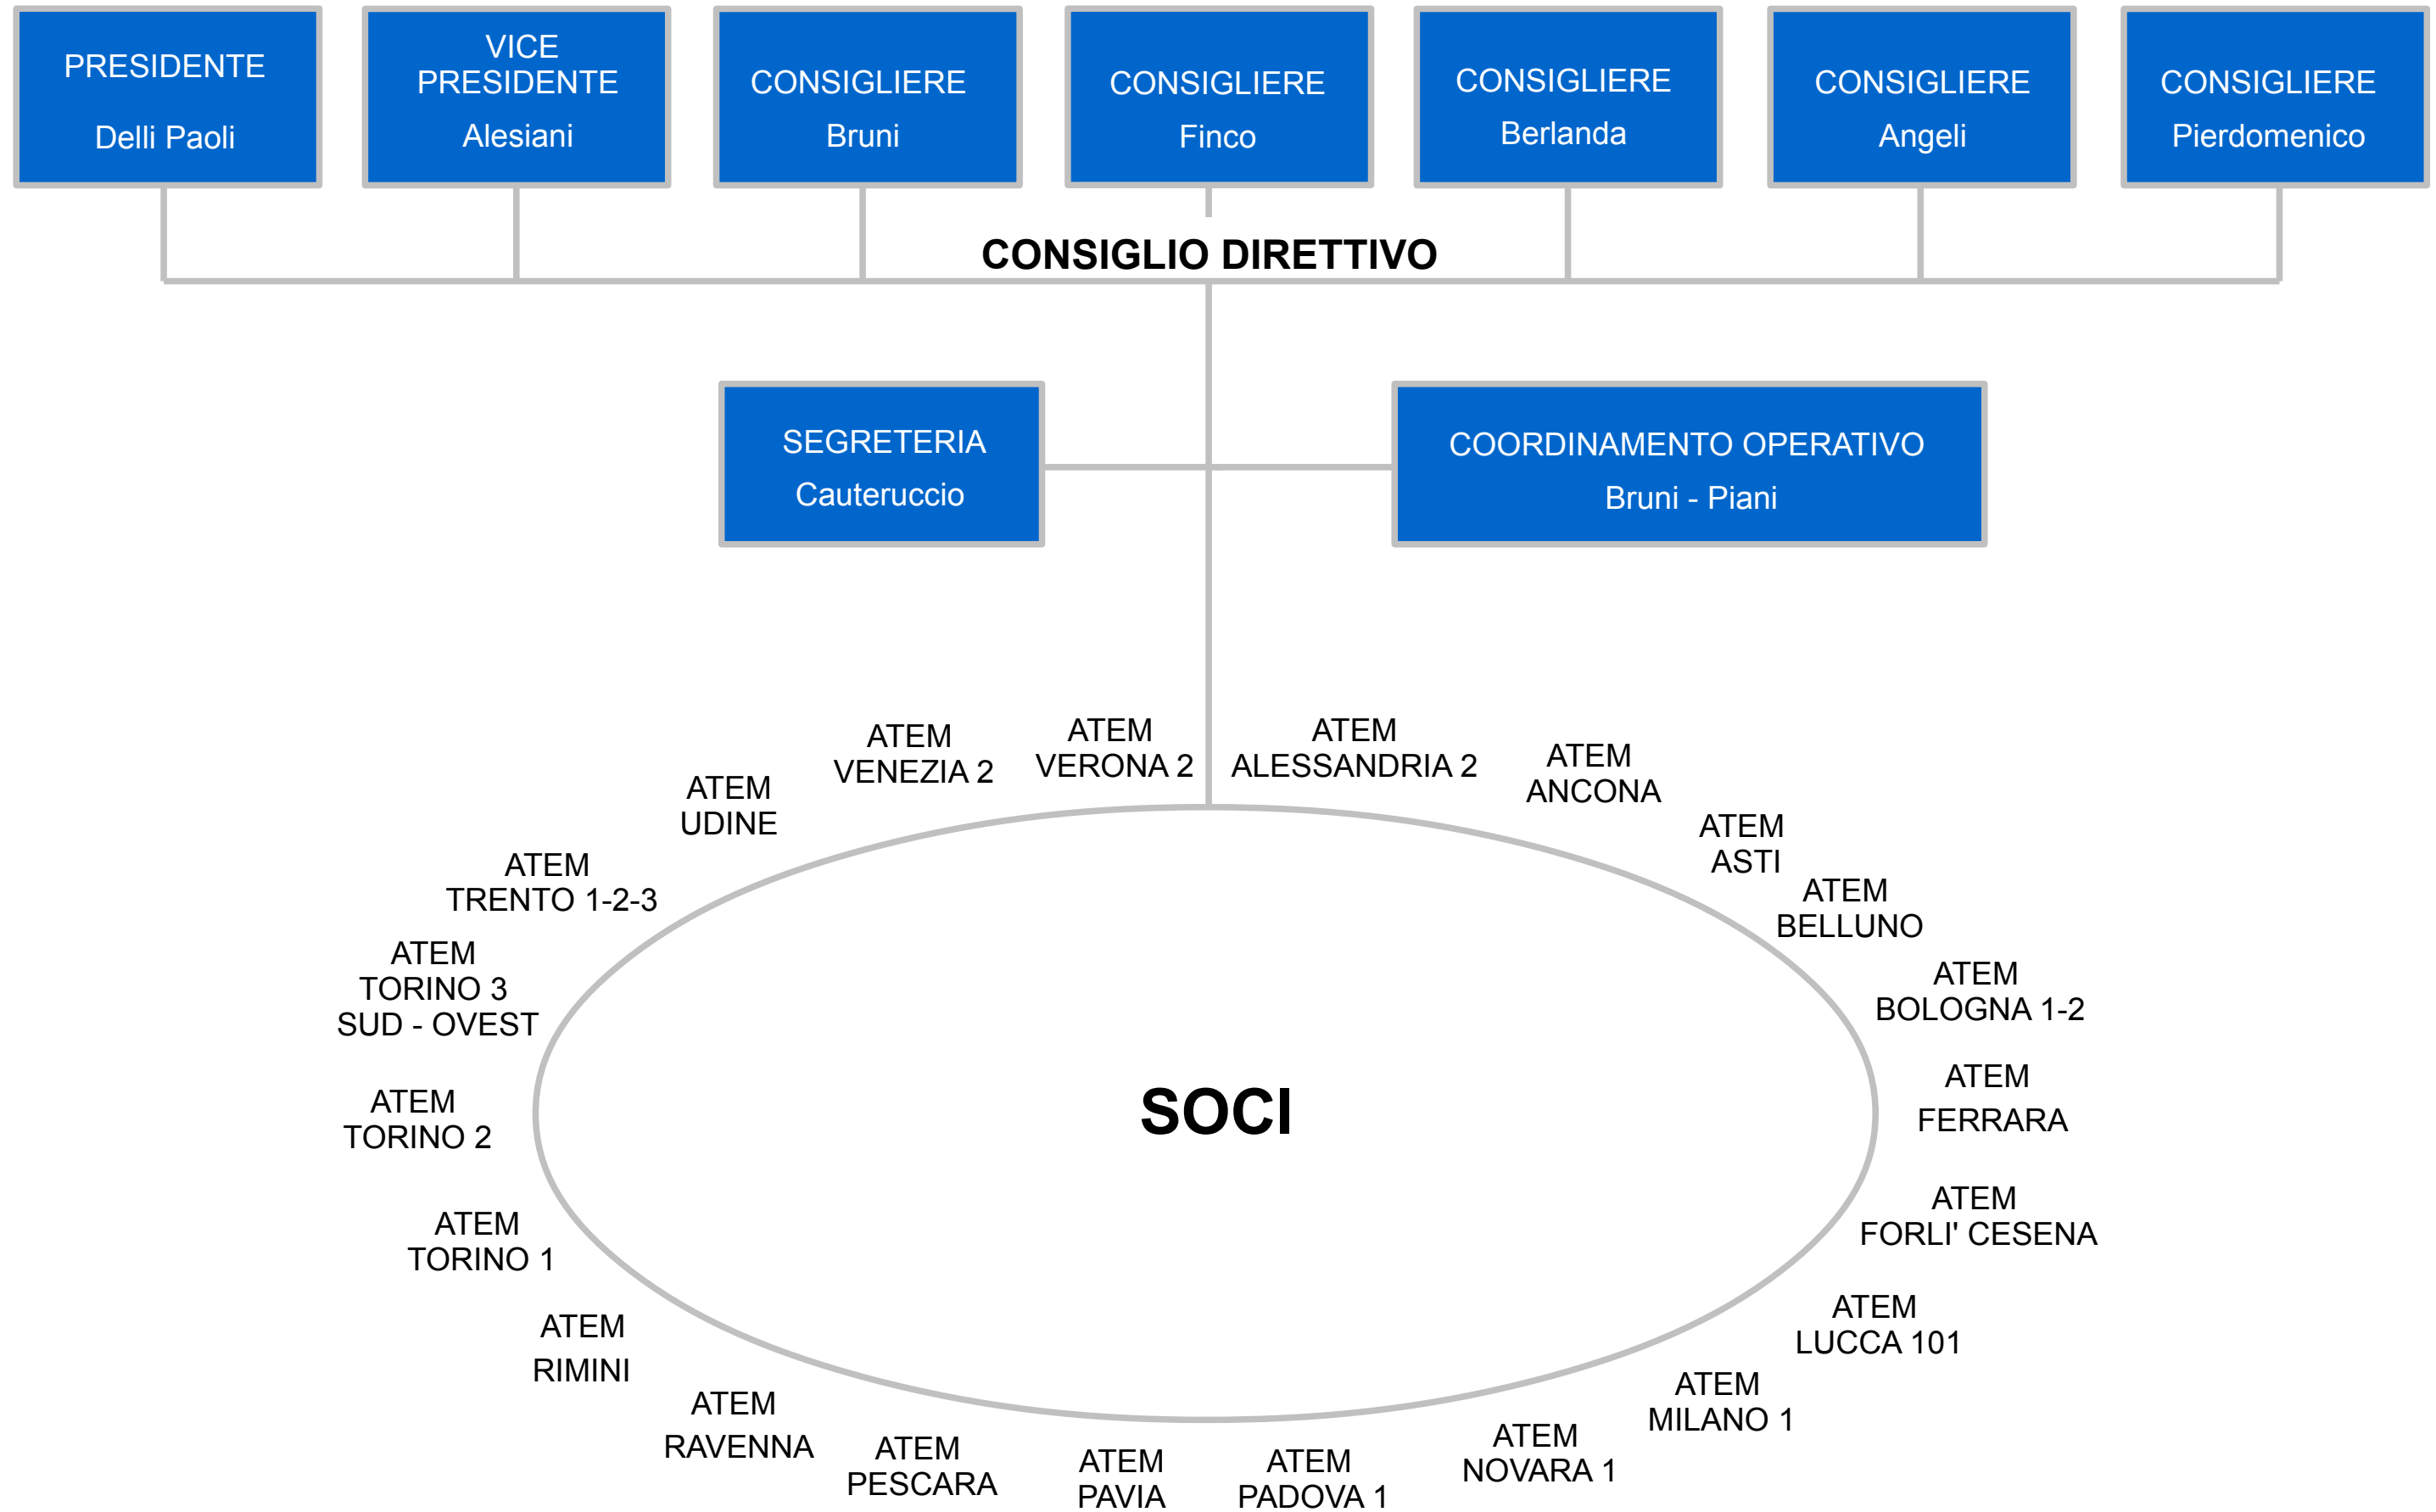 PRESIDENTE
Delli Paoli
VICE
PRESIDENTE
Alesiani
CONSIGLIERE
Bruni
CONSIGLIERE
Finco
CONSIGLIERE
Berlanda
CONSIGLIERE
Angeli
CONSIGLIERE
Pierdomenico
CONSIGLIO DIRETTIVO
SEGRETERIA
Cauteruccio
COORDINAMENTO OPERATIVO
Bruni - Piani
ATEM
ALESSANDRIA 2
ATEM
ANCONA
ATEM
ASTI
ATEM
BELLUNO
ATEM
BOLOGNA 1-2
ATEM
FERRARA
ATEM
FORLI' CESENA
ATEM
LUCCA 101
ATEM
MILANO 1
ATEM
NOVARA 1
ATEM
PADOVA 1
ATEM
PAVIA
ATEM
PESCARA
ATEM
RAVENNA
ATEM
RIMINI
ATEM
TORINO 1
ATEM
TORINO 2
ATEM
TORINO 3
SUD - OVEST
ATEM
TRENTO 1-2-3
ATEM
UDINE
ATEM
VENEZIA 2
ATEM
VERONA 2
SOCI